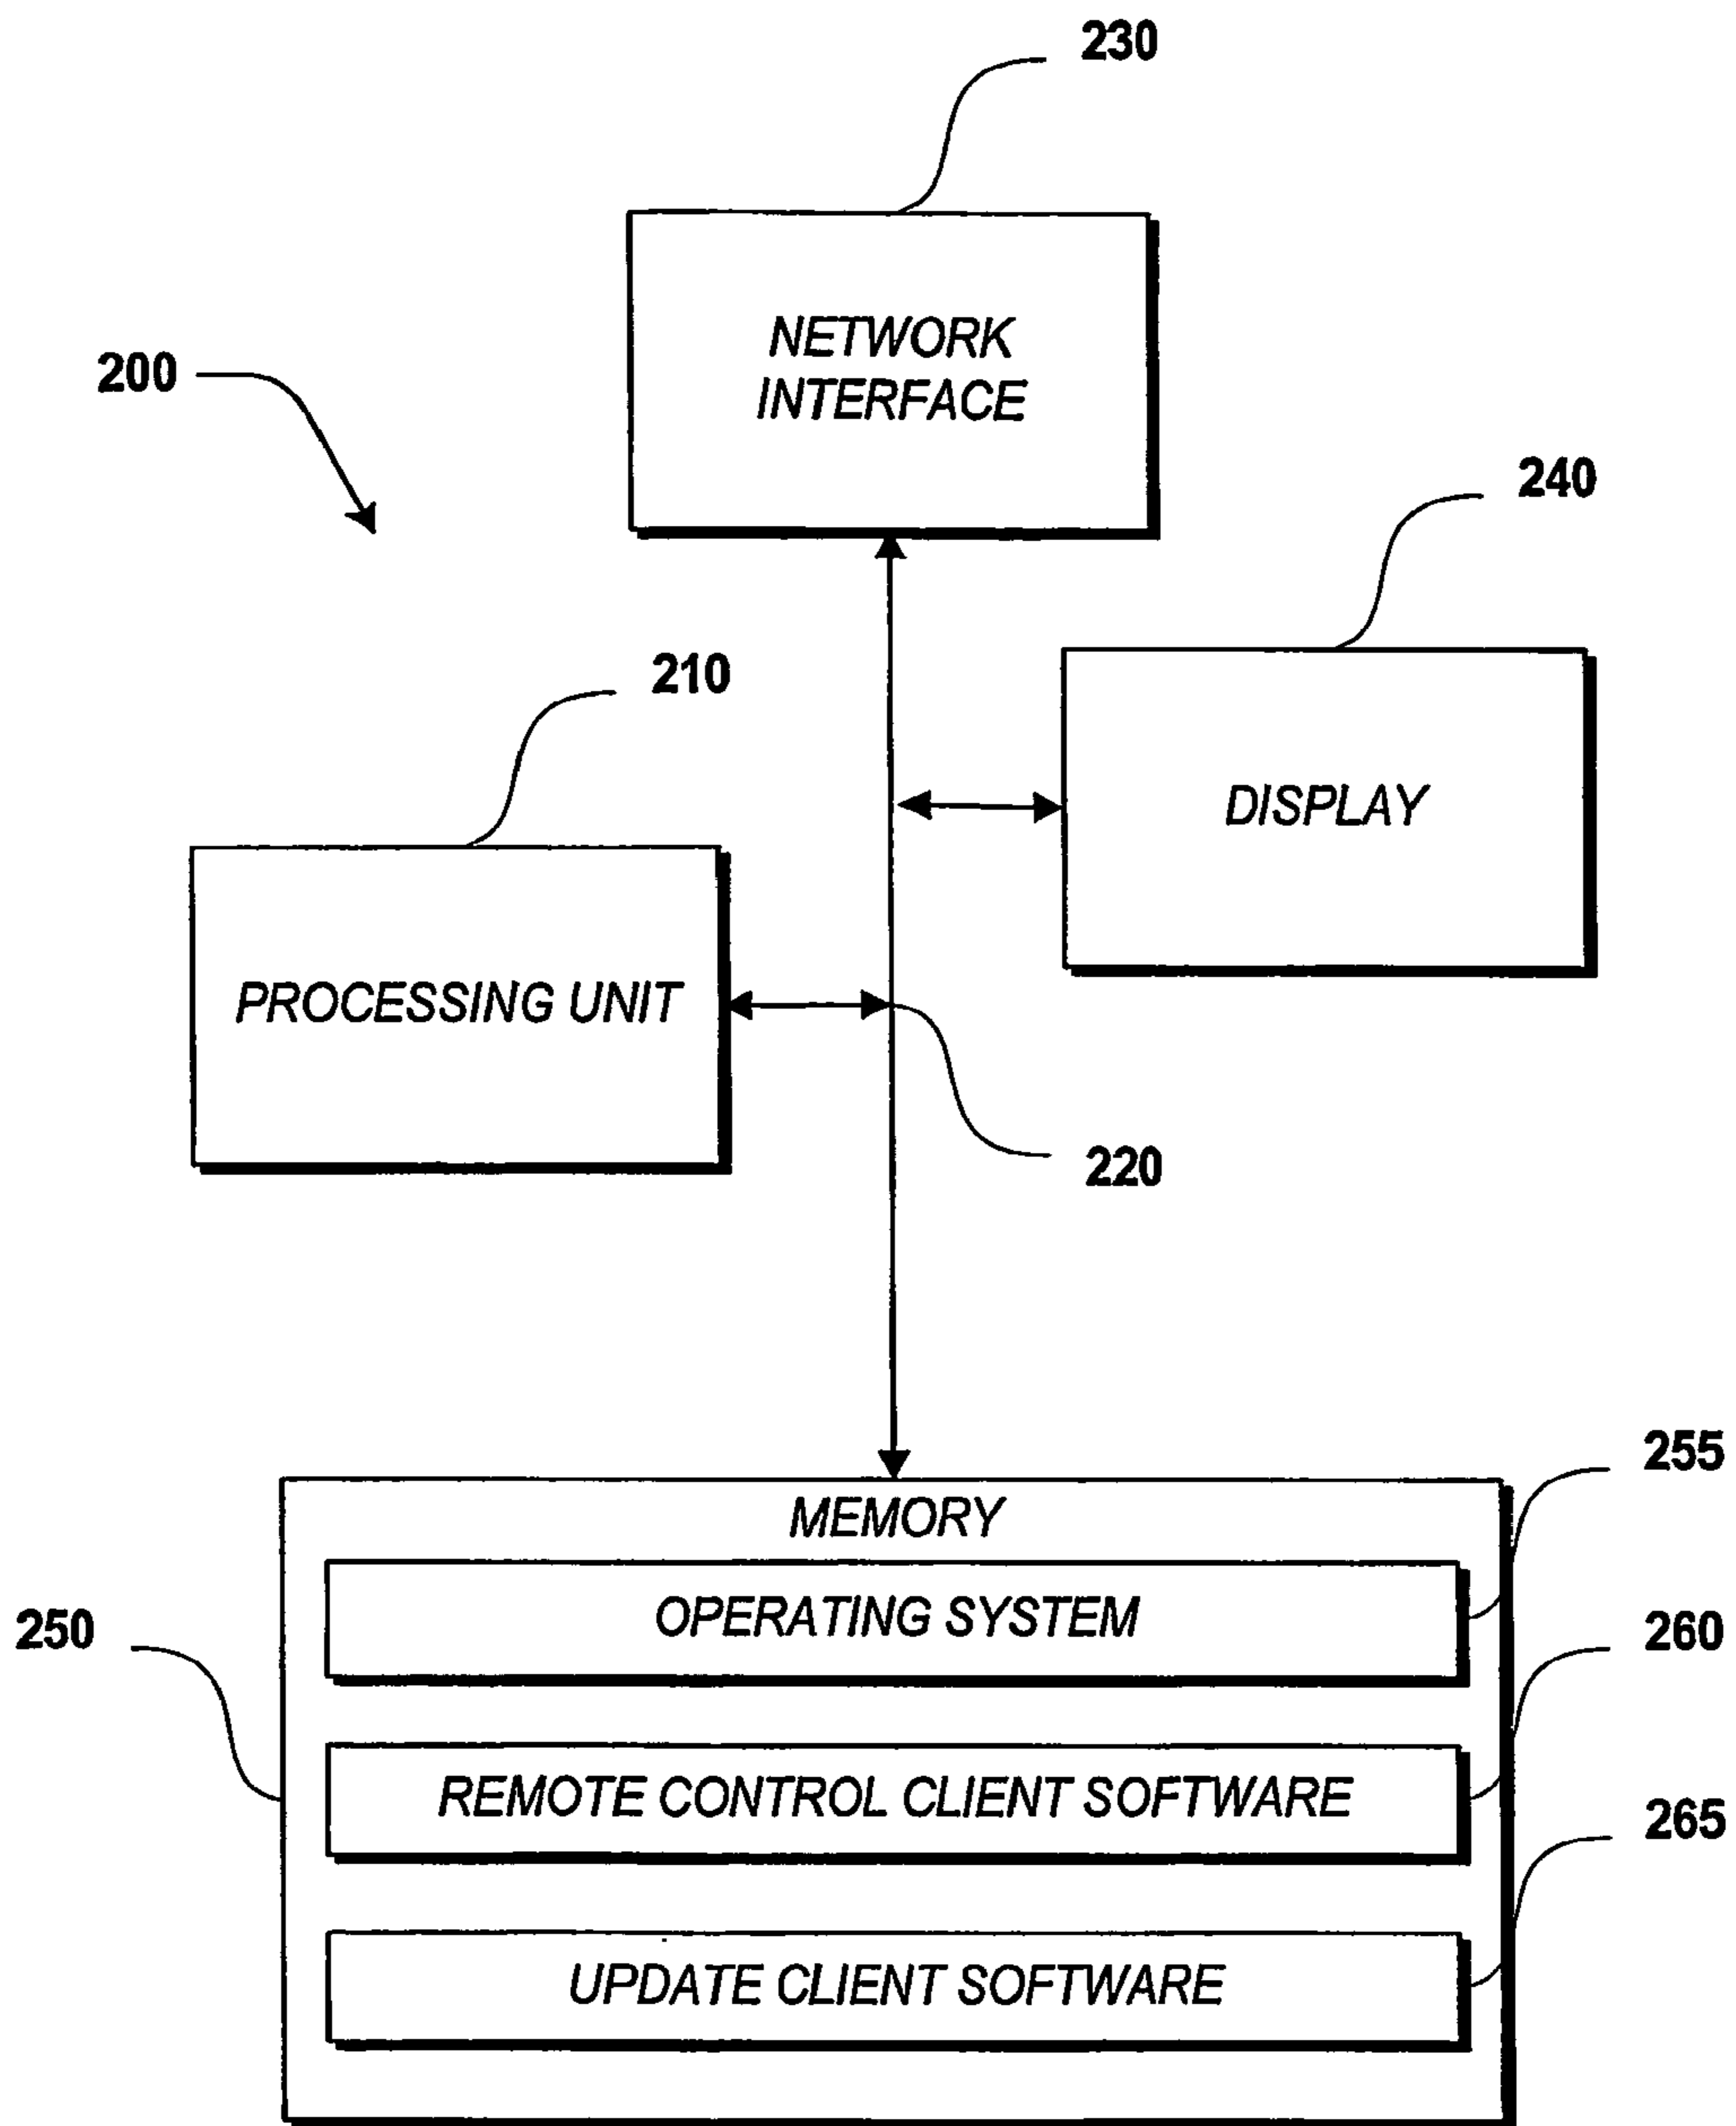 230
NETWORK
INTERFACE
200
240
210
DISPLAY
PROCESSING UNIT
220
255
MEMORY
OPERATING SYSTEM
250
260
REMOTE CONTROL CLIENT SOFTWARE
265
UPDATE CLIENT SOFTWARE